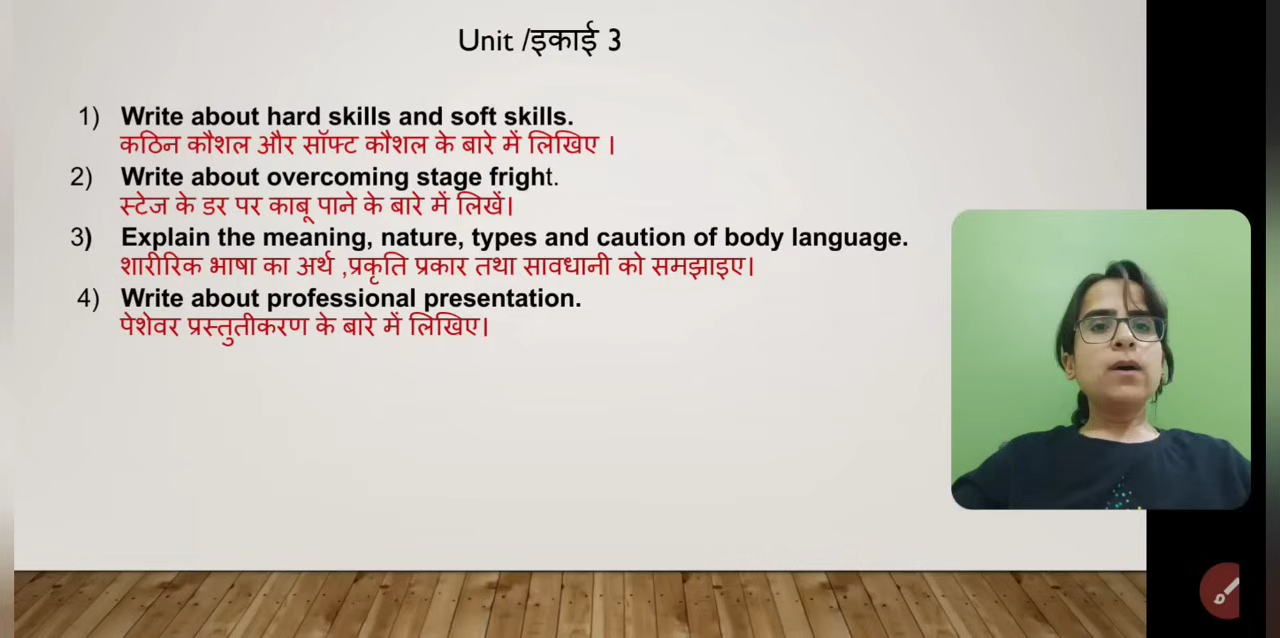 Unit /इकाई 3
1) Write about hard skills and soft skills.
कठिन कौशल और सॉफ्ट कौशल के बारे में लिखिए ।
2) Write about overcoming stage fright.
स्टेज के डर पर काबू पाने के बारे में लिखें।
3) Explain the meaning, nature, types and caution of body language.
शारीरिक भाषा का अर्थ ,प्रकृति प्रकार तथा सावधानी को समझाइए।
4) Write about professional presentation.
पेशेवर प्रस्तुतीकरण के बारे में लिखिए।